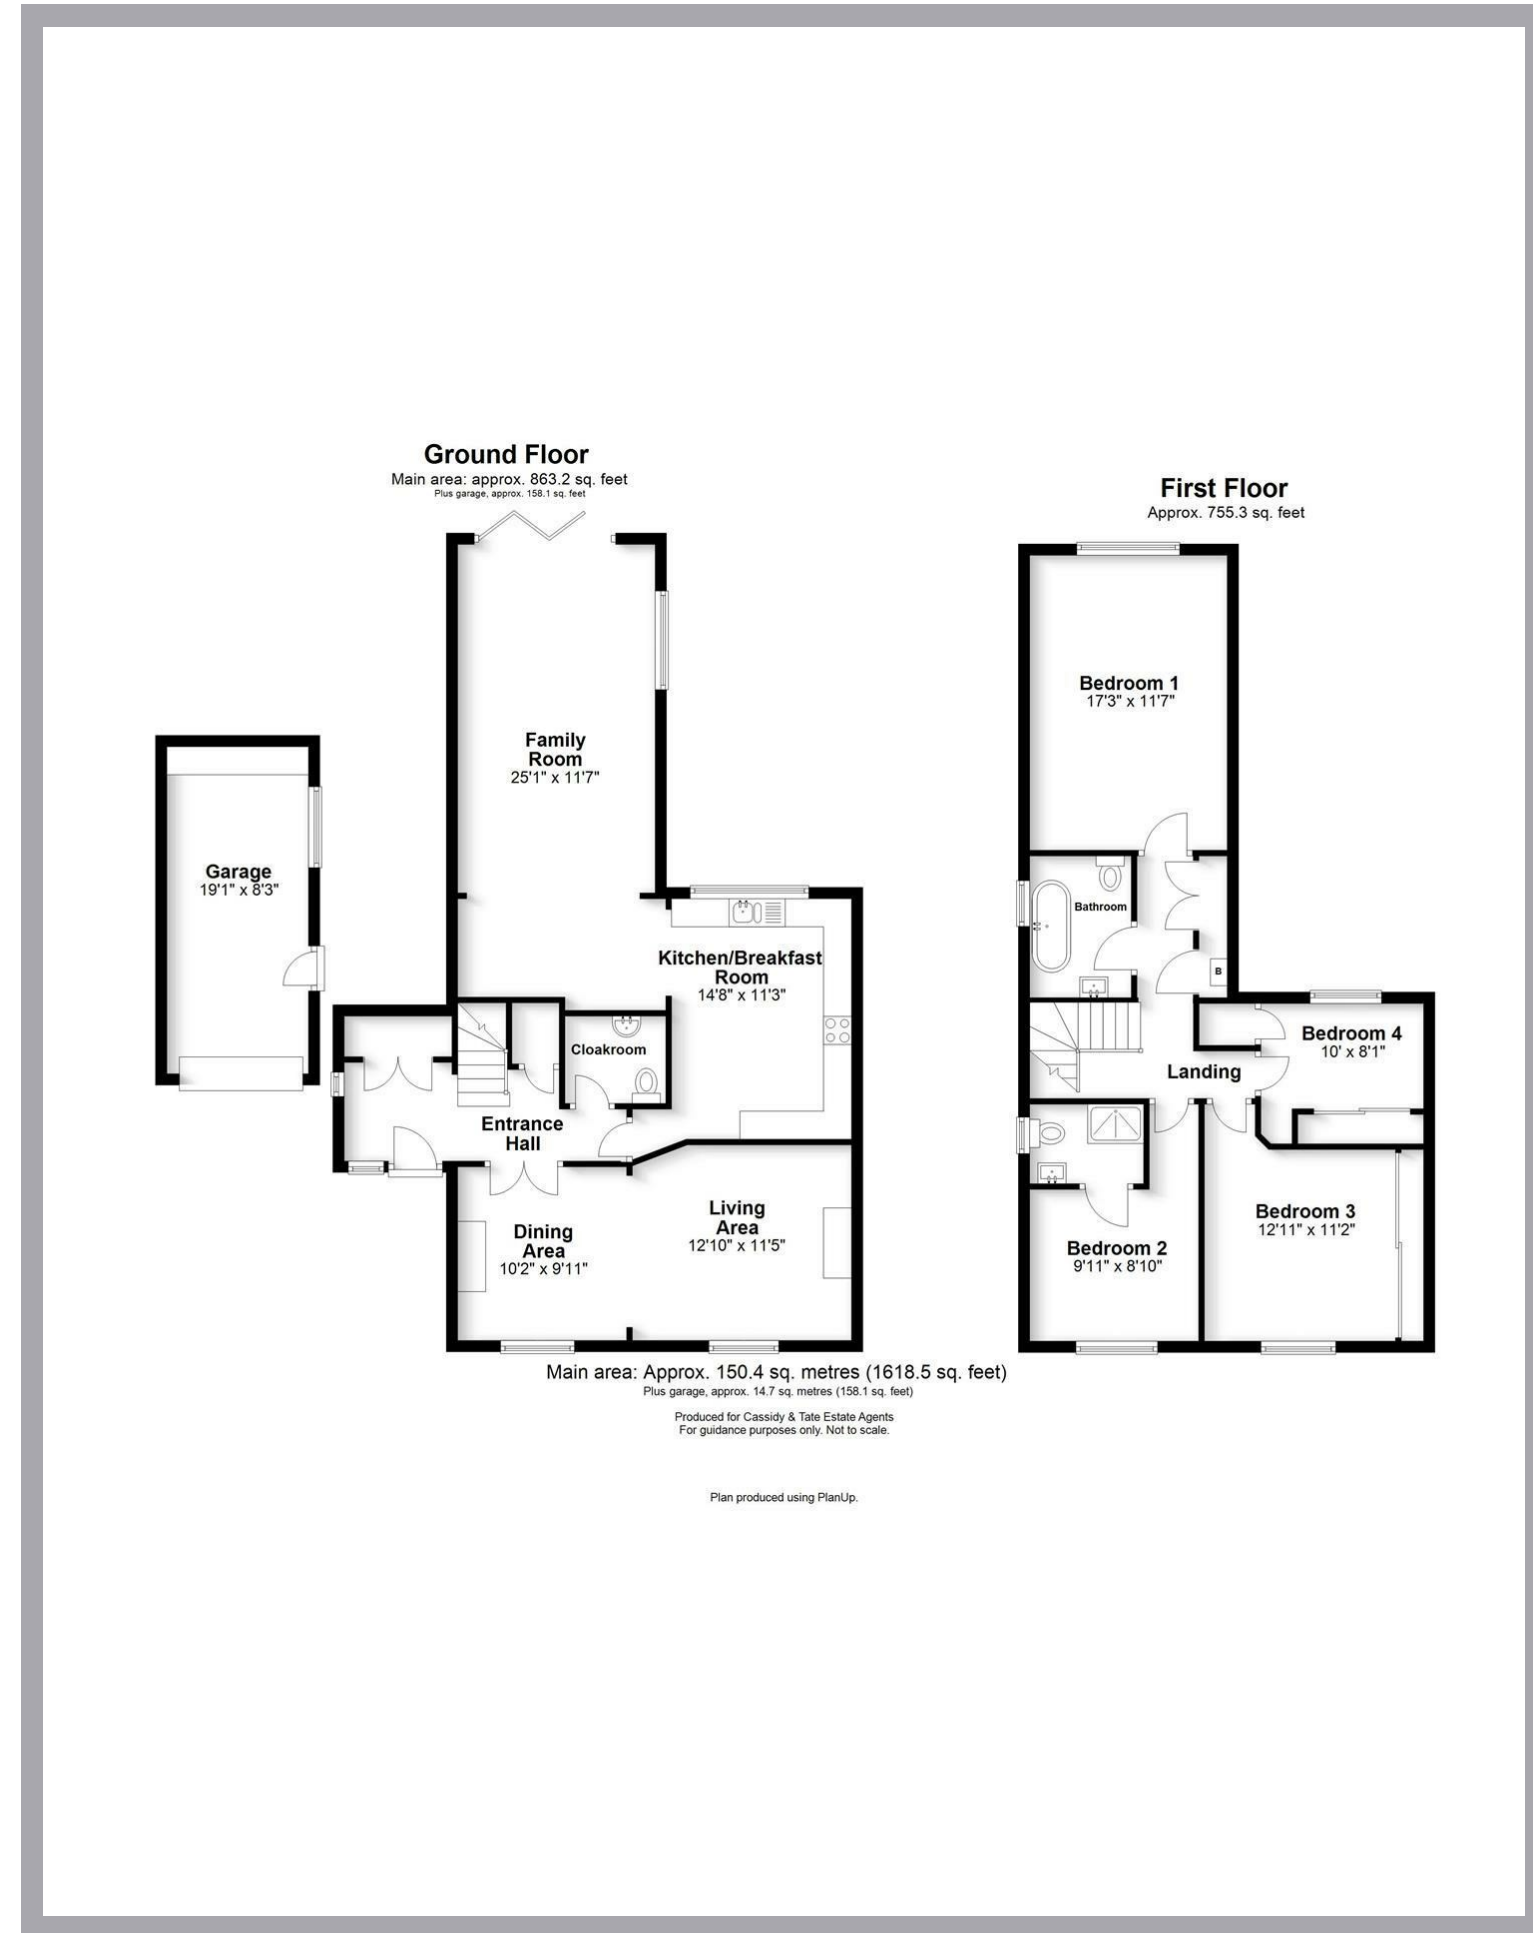 Ground Floor
Main area: approx. 863.2 sq. feet
Plus garage, approx. 158.1 sq. feet
Family
Room
25'1" x 11'7"
Garage
19'1" x 8'3"
Kitchen/Breakfast
Room
14'8" x 11'3"
Cloakroom
Entrance
Hall
Living
Area
12'10" x 11'5"
Dining
Area
10'2" x 9'11"
First Floor
Approx. 755.3 sq. feet
Bedroom 1
17'3" x 11'7"
Bathroom
B
Bedroom 4
10' x 8'1"
Landing
Bedroom 3
12'11" x 11'2"
Bedroom 2
9'11" x 8'10"
Main area: Approx. 150.4 sq. metres (1618.5 sq. feet)
Plus garage, approx. 14.7 sq. metres (158.1 sq. feet)
Produced for Cassidy & Tate Estate Agents
For guidance purposes only. Not to scale.
Plan produced using PlanUp.